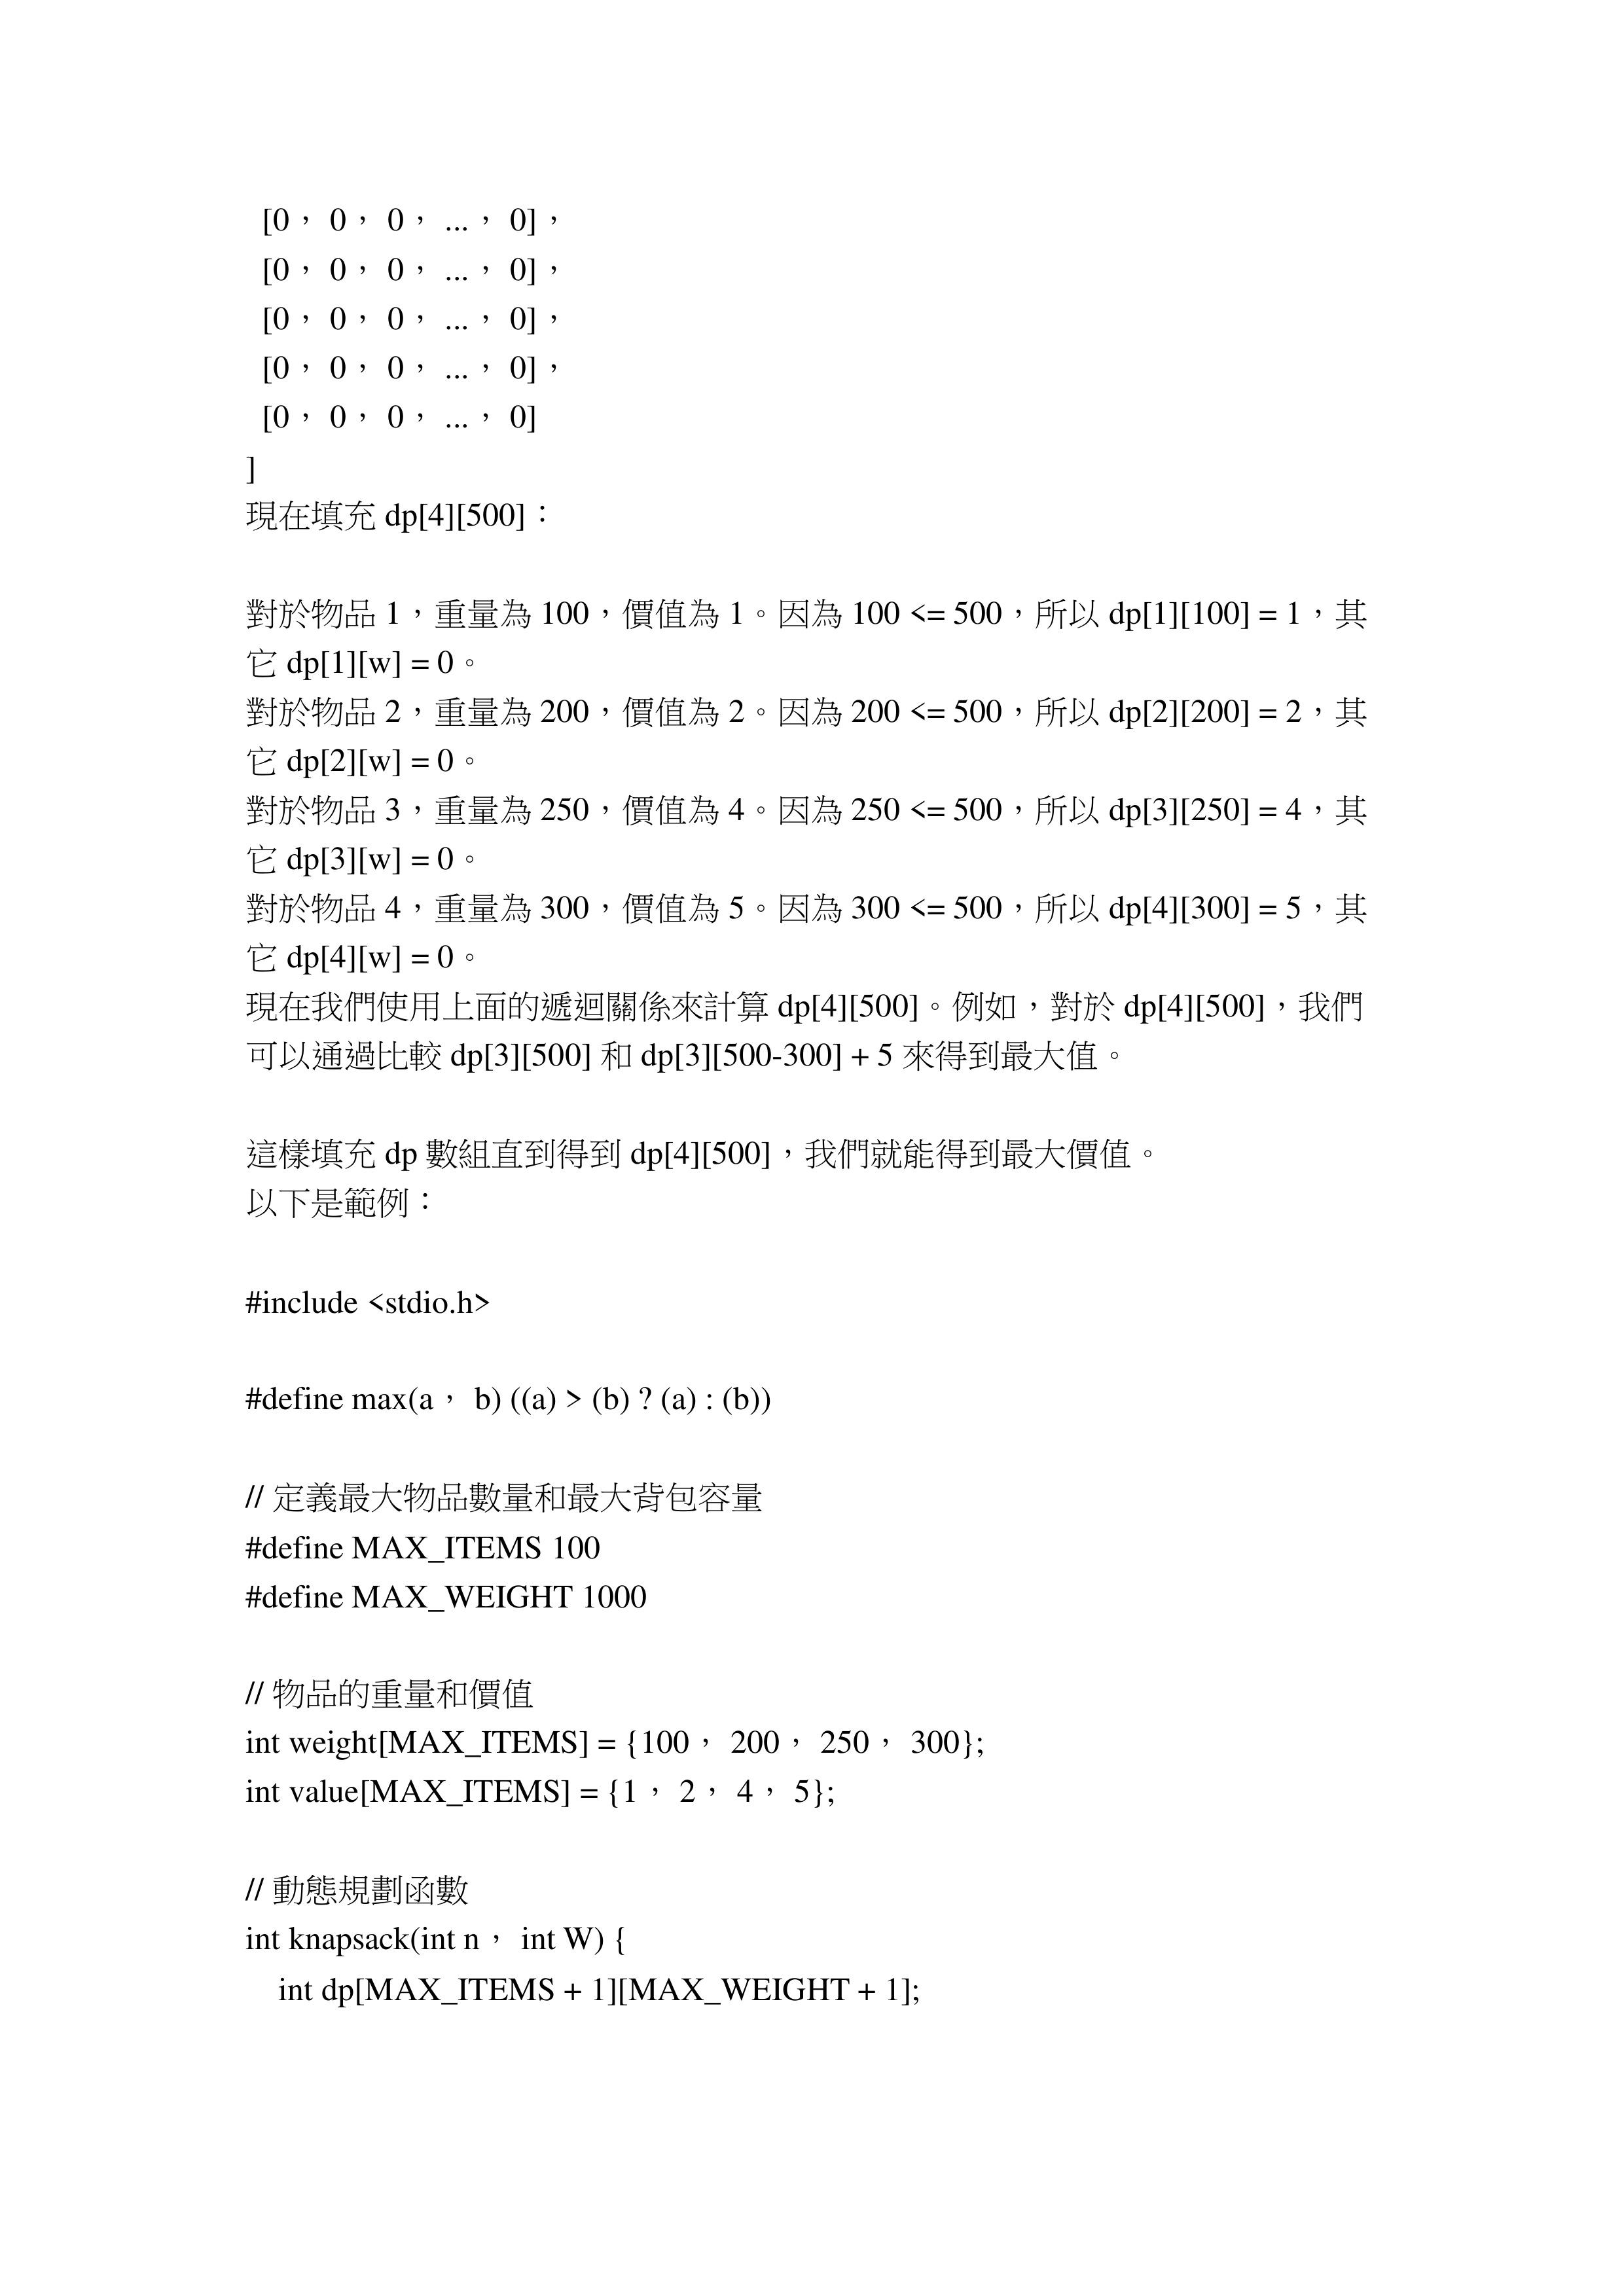 [0， 0， 0， ...， 0]，
[0， 0， 0， ...， 0]，
[0， 0， 0， ...， 0]，
[0， 0， 0， ...， 0]，
[0， 0， 0， ...， 0]
]
現在填充 dp[4][500]：
對於物品 1，重量為 100，價值為 1。因為 100 <= 500，所以 dp[1][100] = 1，其
它 dp[1][w] = 0。
對於物品 2，重量為 200，價值為 2。因為 200 <= 500，所以 dp[2][200] = 2，其
它 dp[2][w] = 0。
對於物品 3，重量為 250，價值為 4。因為 250 <= 500，所以 dp[3][250] = 4，其
它 dp[3][w] = 0。
對於物品 4，重量為 300，價值為 5。因為 300 <= 500，所以 dp[4][300] = 5，其
它 dp[4][w] = 0。
現在我們使用上面的遞迴關係來計算 dp[4][500]。例如，對於 dp[4][500]，我們
可以通過比較 dp[3][500] 和 dp[3][500-300] + 5 來得到最大值。
這樣填充 dp 數組直到得到 dp[4][500]，我們就能得到最大價值。
以下是範例：
#include <stdio.h>
#define max(a， b) ((a) > (b) ? (a) : (b))
// 定義最大物品數量和最大背包容量
#define MAX_ITEMS 100
#define MAX_WEIGHT 1000
// 物品的重量和價值
int weight[MAX_ITEMS] = {100， 200， 250， 300};
int value[MAX_ITEMS] = {1， 2， 4， 5};
// 動態規劃函數
int knapsack(int n， int W) {
int dp[MAX_ITEMS + 1][MAX_WEIGHT + 1];